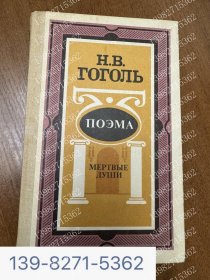 Н.В.
ГОГОЛЬ
ПОЭМА
МЕРТВЫЕ
ДУШИ
139-8271-5362